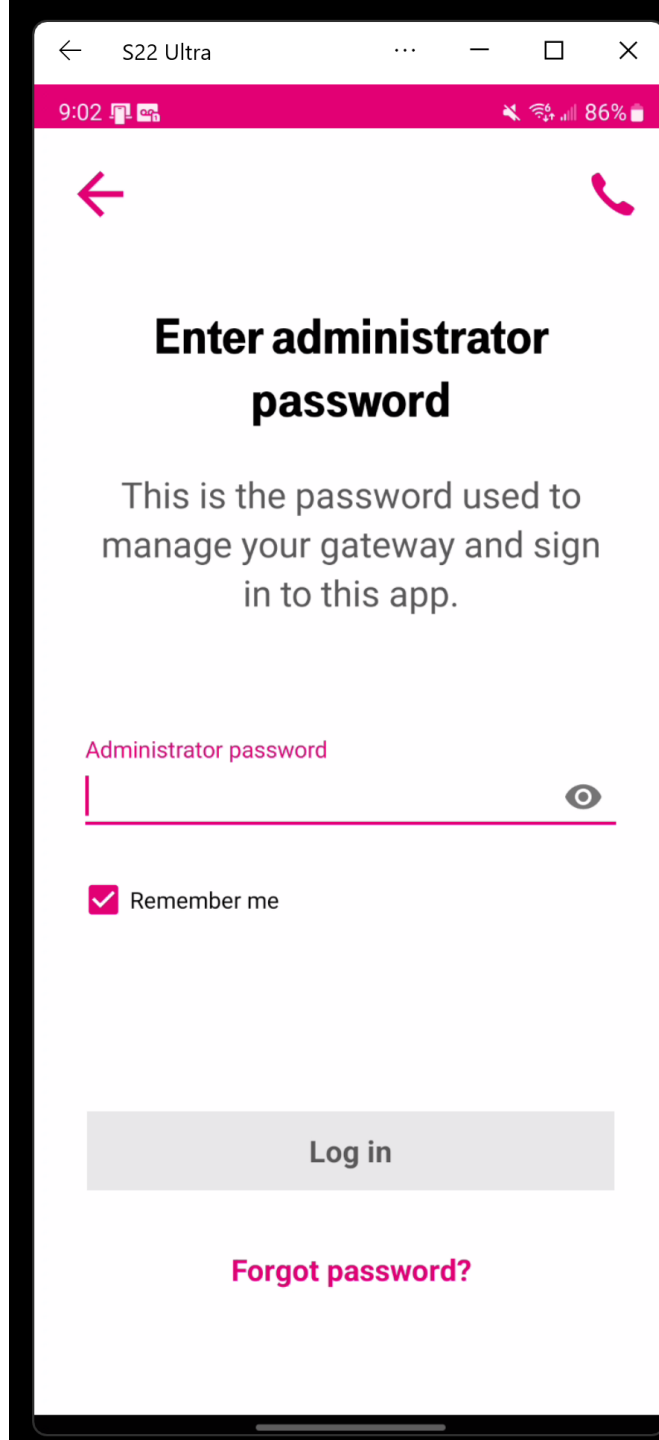 S22 Ultra
9:02
86%
Enter administrator
password
This is the password used to
manage your gateway and sign
in to this app.
Administrator password
Remember me
Log in
Forgot password?